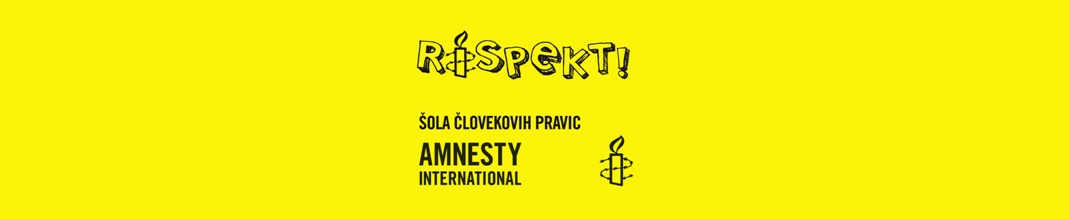 RISPEKT!
ŠOLA ČLOVEKOVIH PRAVIC
AMNESTY
INTERNATIONAL